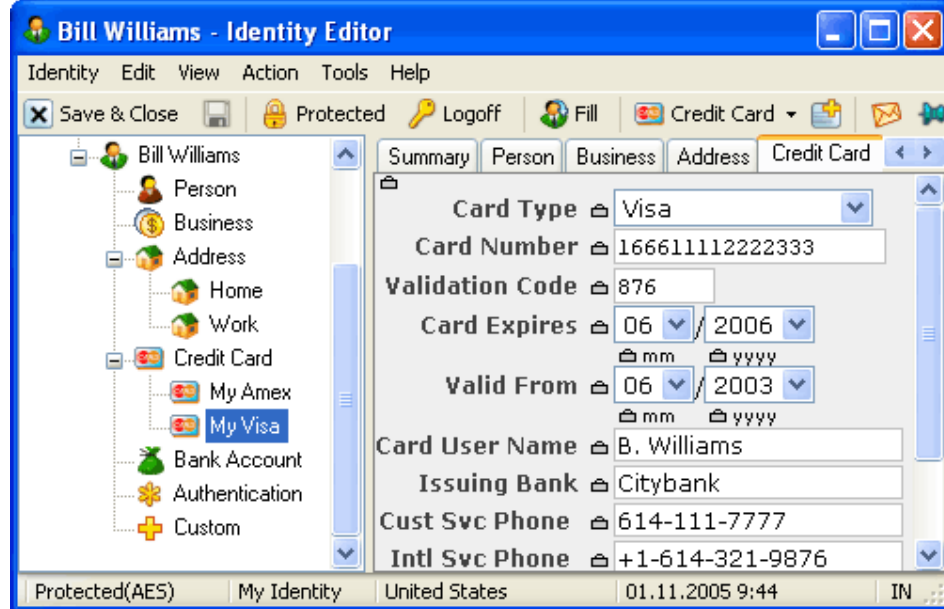 Bill Williams - Identity Editor
Identity Edit View Action Tools Help
Save & Close Protected Logoff Fill Credit Card
Bill Williams
Person
Business
Address
Home
Work
Credit Card
My Amex
My Visa
Bank Account
Authentication
Custom
Summary Person Business Address Credit Card
Card Type Visa
Card Number 166611112222333
Validation Code 876
Card Expires 06 / 2006
mm yyyy
Valid From 06 / 2003
mm yyyy
Card User Name B. Williams
Issuing Bank Citybank
Cust Svc Phone 614-111-7777
Intl Svc Phone +1-614-321-9876
Protected(AES) My Identity United States 01.11.2005 9:44 IN